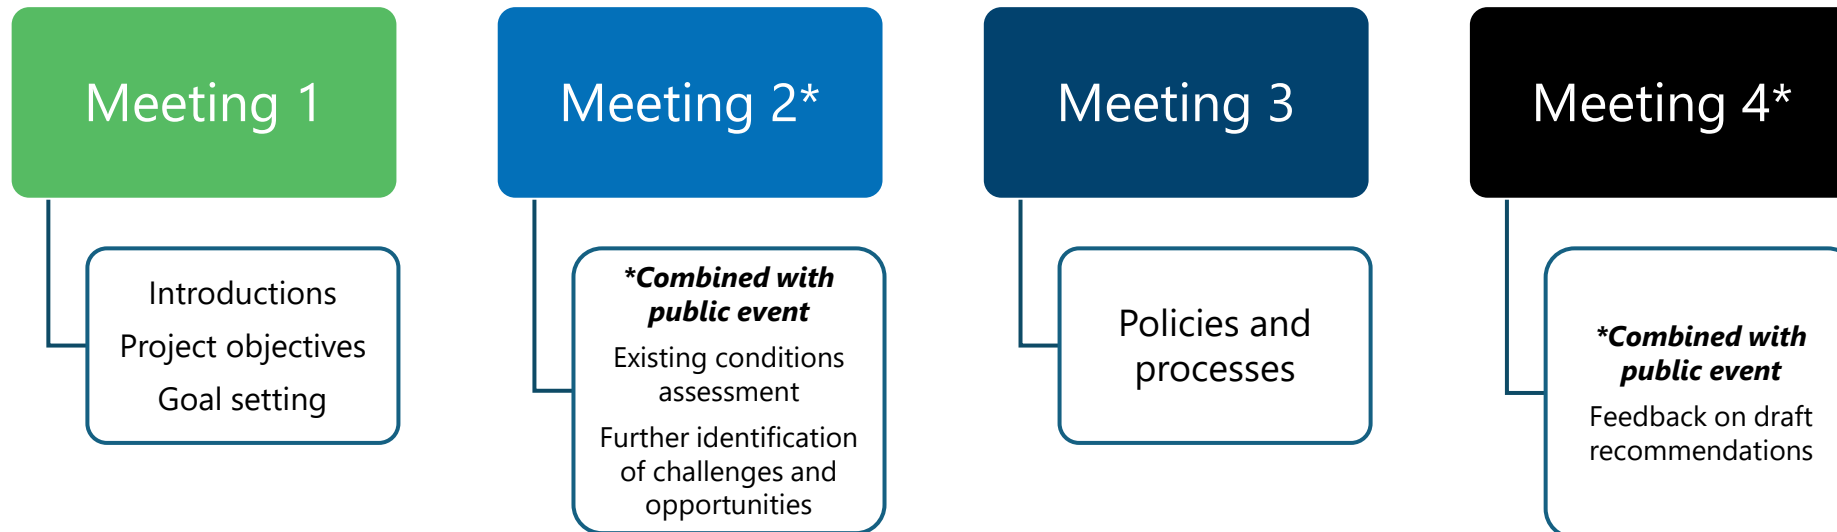 Meeting 1
Introductions
Project objectives
Goal setting
Meeting 2*
*Combined with
public event
Existing conditions
assessment
Further identification
of challenges and
opportunities
Meeting 3
Policies and
processes
Meeting 4*
*Combined with
public event
Feedback on draft
recommendations